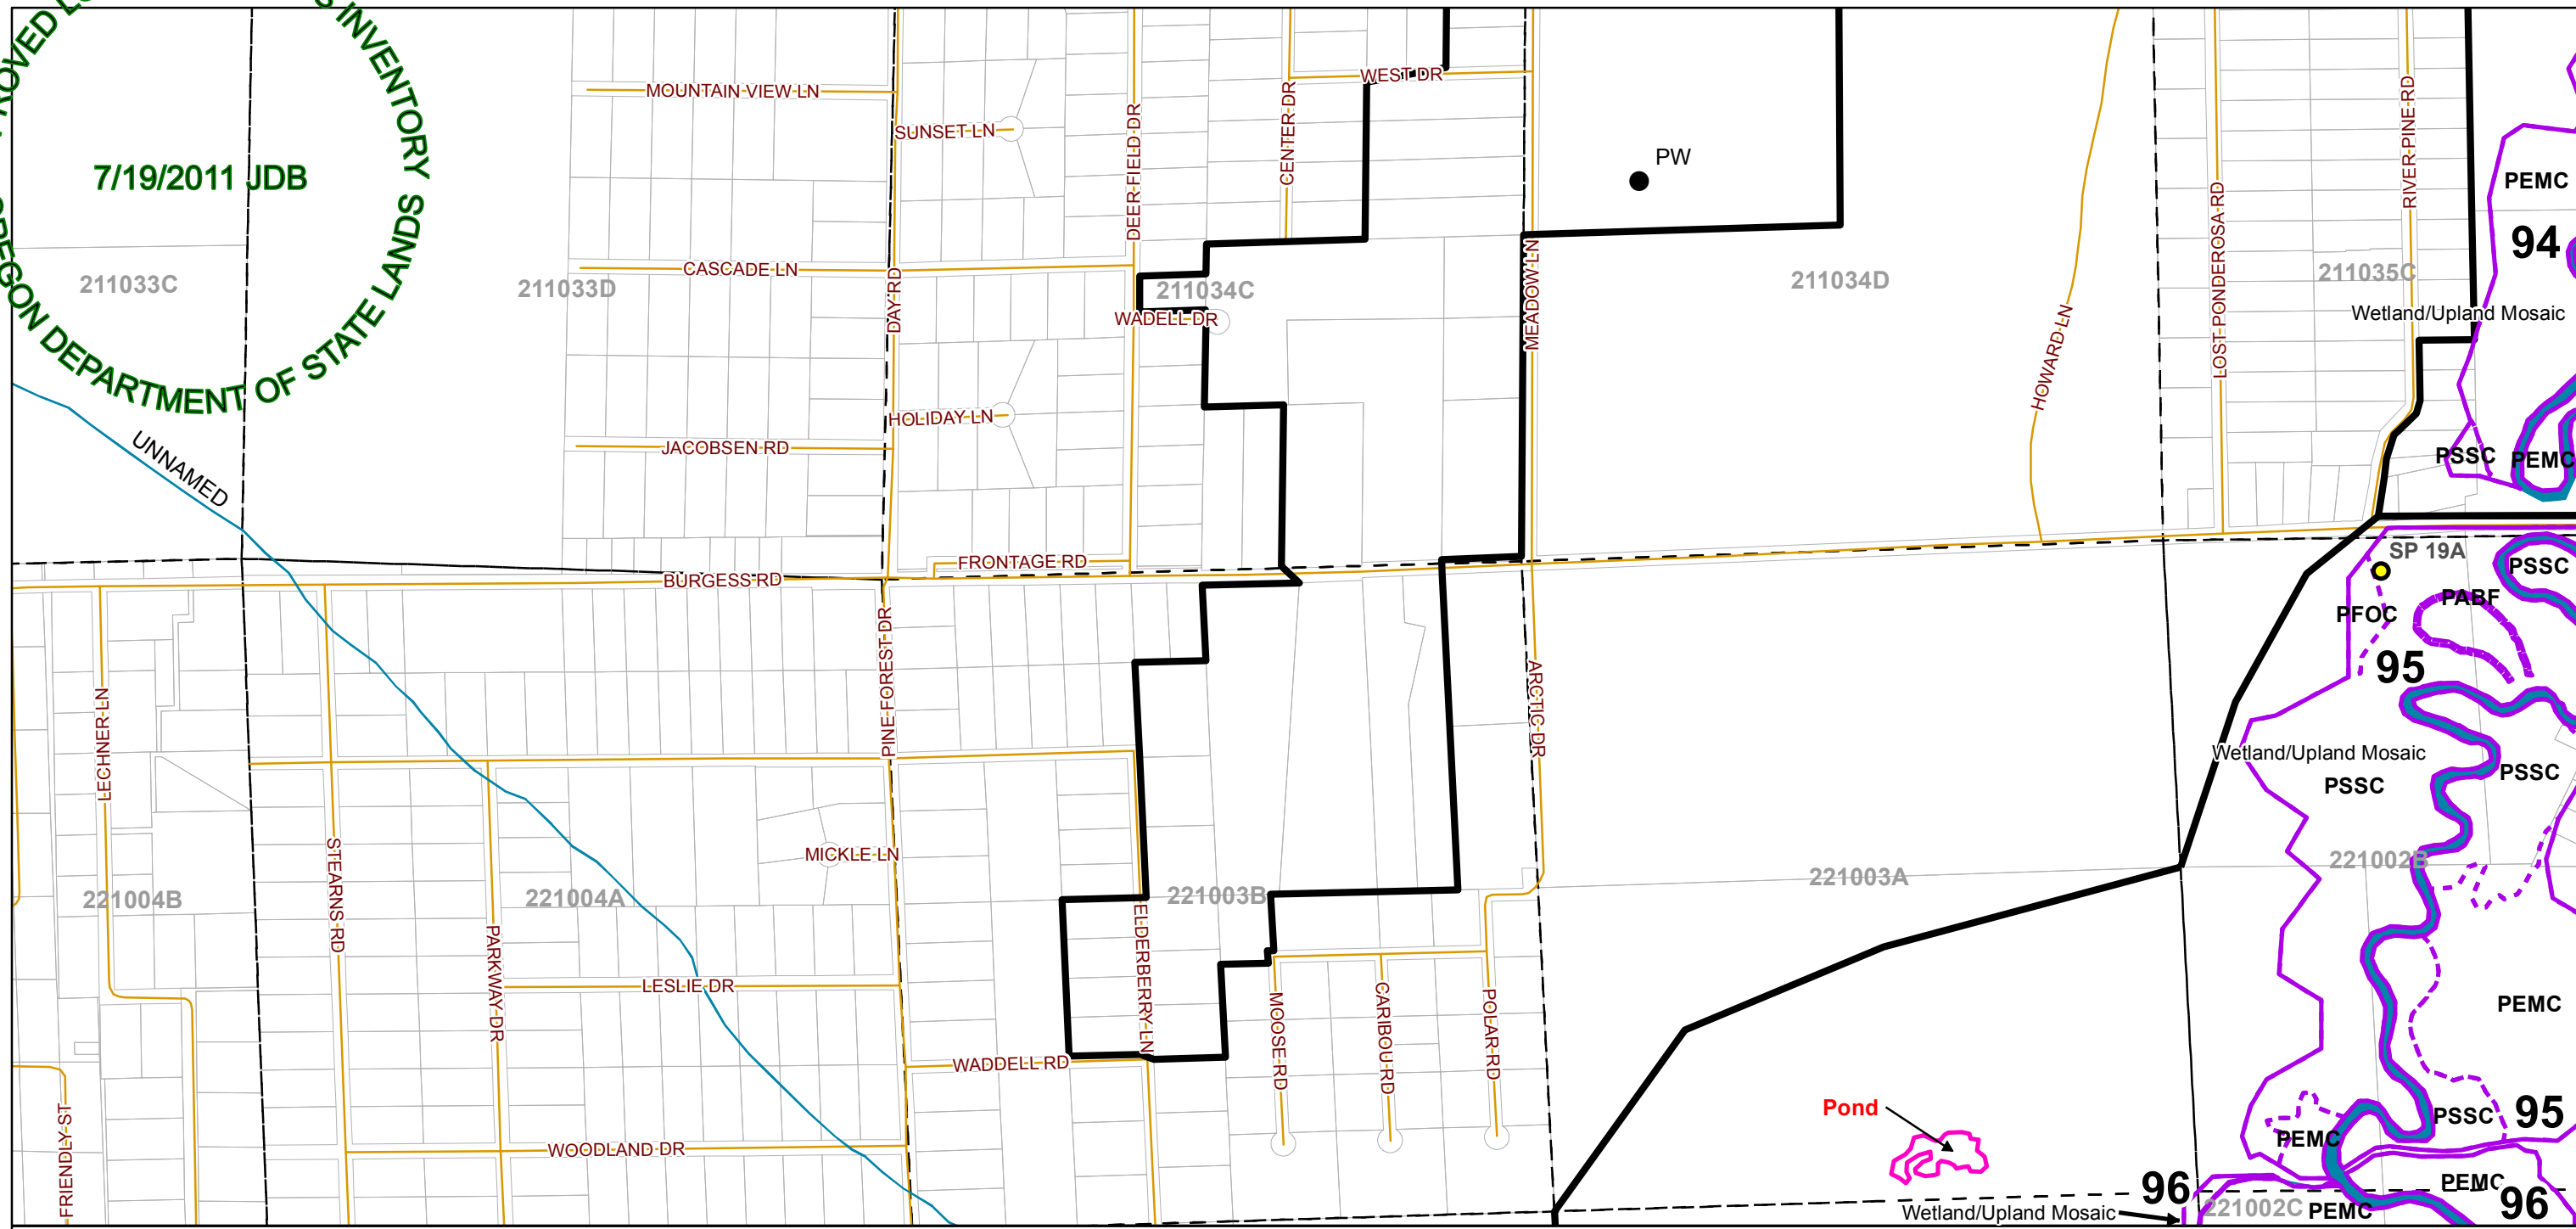 INVENTORY
7/19/2011 JDB
OREGON DEPARTMENT OF STATE LANDS
211033C
211033D
211034C
211034D
211035C
MOUNTAIN VIEW LN
SUNSET LN
CASCADE LN
HOLIDAY LN
JACOBSEN RD
DAY RD
DEER FIELD DR
CENTER DR
WEST DR
WADELL DR
MEADOW LN
PW
HOWARD LN
LOST PONDEROSA RD
RIVER PINE RD
PEMC
94
Wetland/Upland Mosaic
PSSC
PEMC
UNNAMED
FRONTAGE RD
BURGESS RD
SP 19A
PSSC
PABF
PFOC
95
LECHNER LN
PINE FOREST DR
ARCTIC DR
Wetland/Upland Mosaic
PSSC
PSSC
STEARNS RD
MICKLE LN
221004B
221004A
221003B
221003A
221002B
PARKWAY DR
LESLIE DR
ELDERBERRY LN
MOOSE RD
CARIBOU RD
POLAR RD
PEMC
WADDELL RD
Pond
PSSC
95
PEMC
FRIENDLY ST
WOODLAND DR
96
PEMC
96
Wetland/Upland Mosaic
221002C
PEMC